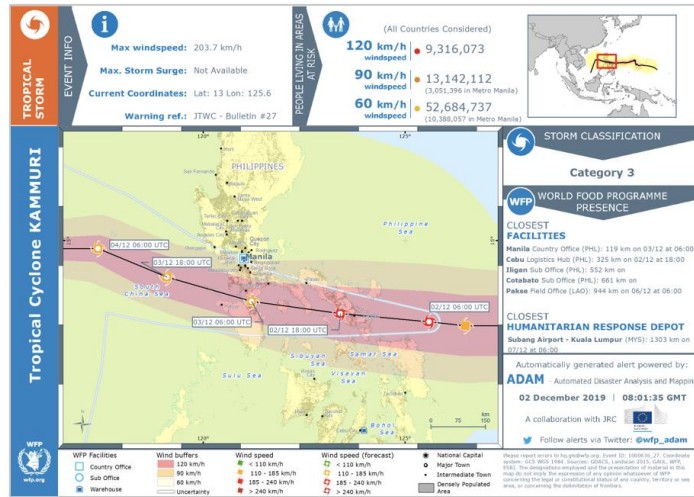 TROPICAL STORM
EVENT INFO
Max windspeed: 203.7 km/h
Max. Storm Surge: Not Available
Current Coordinates: Lat: 13 Lon: 125.6
Warning ref.: JTWC - Bulletin #27
PEOPLE LIVING IN AREAS AT RISK
(All Countries Considered)
120 km/h windspeed 9,316,073
90 km/h windspeed 13,142,112
(3,051,396 in Metro Manila)
60 km/h windspeed 52,684,737
(10,388,057 in Metro Manila)
Tropical Cyclone KAMMURI
WFP
wfp.org
120°
125°
PHILIPPINES
San Fernando
Quezon City
Manila
Philippine Sea
04/12 06:00 UTC
03/12 18:00 UTC
South China Sea
03/12 06:00 UTC
02/12 18:00 UTC
02/12 06:00 UTC
Sibuyan Sea
Samar Sea
Sulu Sea
Visayan Sea
Bohol Sea
km
0 75 150
STORM CLASSIFICATION
Category 3
WFP
WORLD FOOD PROGRAMME PRESENCE
CLOSEST
FACILITIES
Manila Country Office (PHL): 119 km on 03/12 at 06:00
Cebu Logistics Hub (PHL): 325 km on 02/12 at 18:00
Iligan Sub Office (PHL): 552 km on
Cotabato Sub Office (PHL): 661 km on
Pakse Field Office (LAO): 944 km on 06/12 at 06:00
CLOSEST
HUMANITARIAN RESPONSE DEPOT
Subang Airport - Kuala Lumpur (MYS): 1303 km on
07/12 at 06:00
Automatically generated alert powered by:
ADAM - Automated Disaster Analysis and Mappin
02 December 2019 | 08:01:35 GMT
A collaboration with JRC
European Commission
Follow alerts via Twitter: @wfp_adam
WFP Facilities
Country Office
Sub Office
Warehouse
Wind buffers
120 km/h
90 km/h
60 km/h
Uncertainty
Wind speed
< 110 km/h
110 - 185 km/h
185 - 240 km/h
> 240 km/h
Wind speed (forecast)
< 110 km/h
110 - 185 km/h
185 - 240 km/h
> 240 km/h
National Capital
Major Town
Intermediate Town
Densely Populated Area